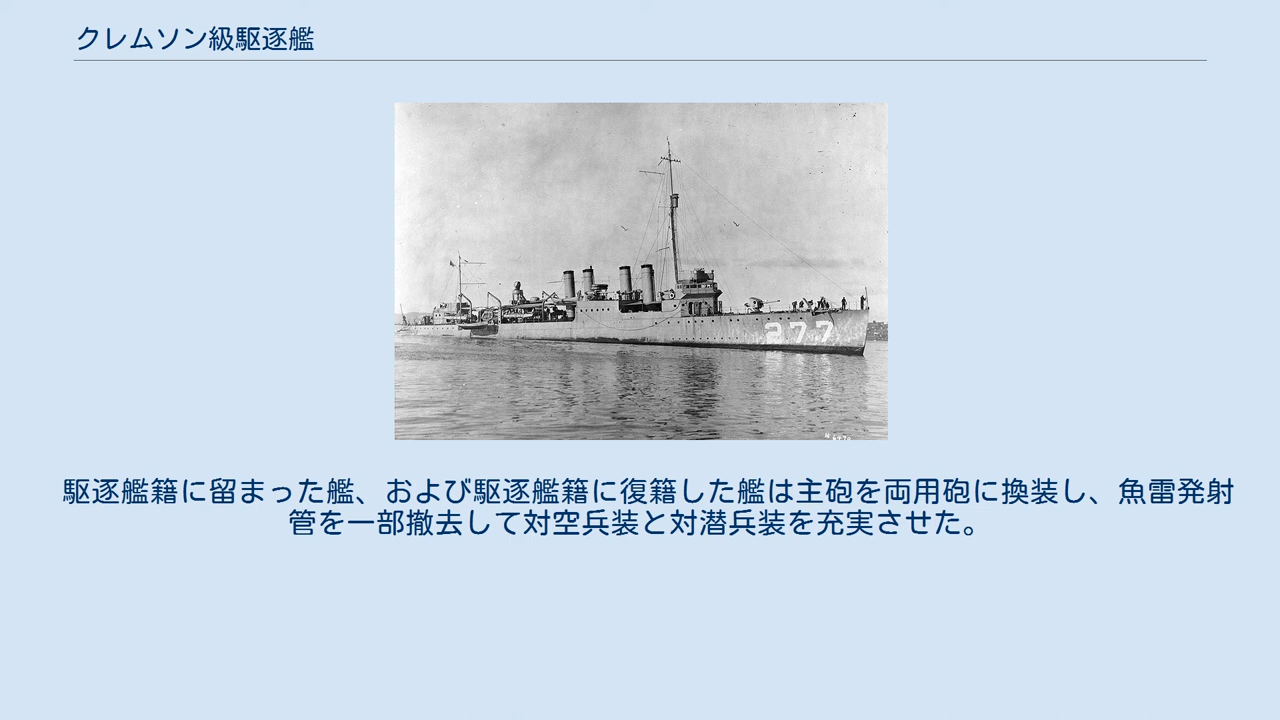 クレムソン級駆逐艦
277
駆逐艦籍に留まった艦、および駆逐艦籍に復籍した艦は主砲を両用砲に換装し、魚雷発射
管を一部撤去して対空兵装と対潜兵装を充実させた。